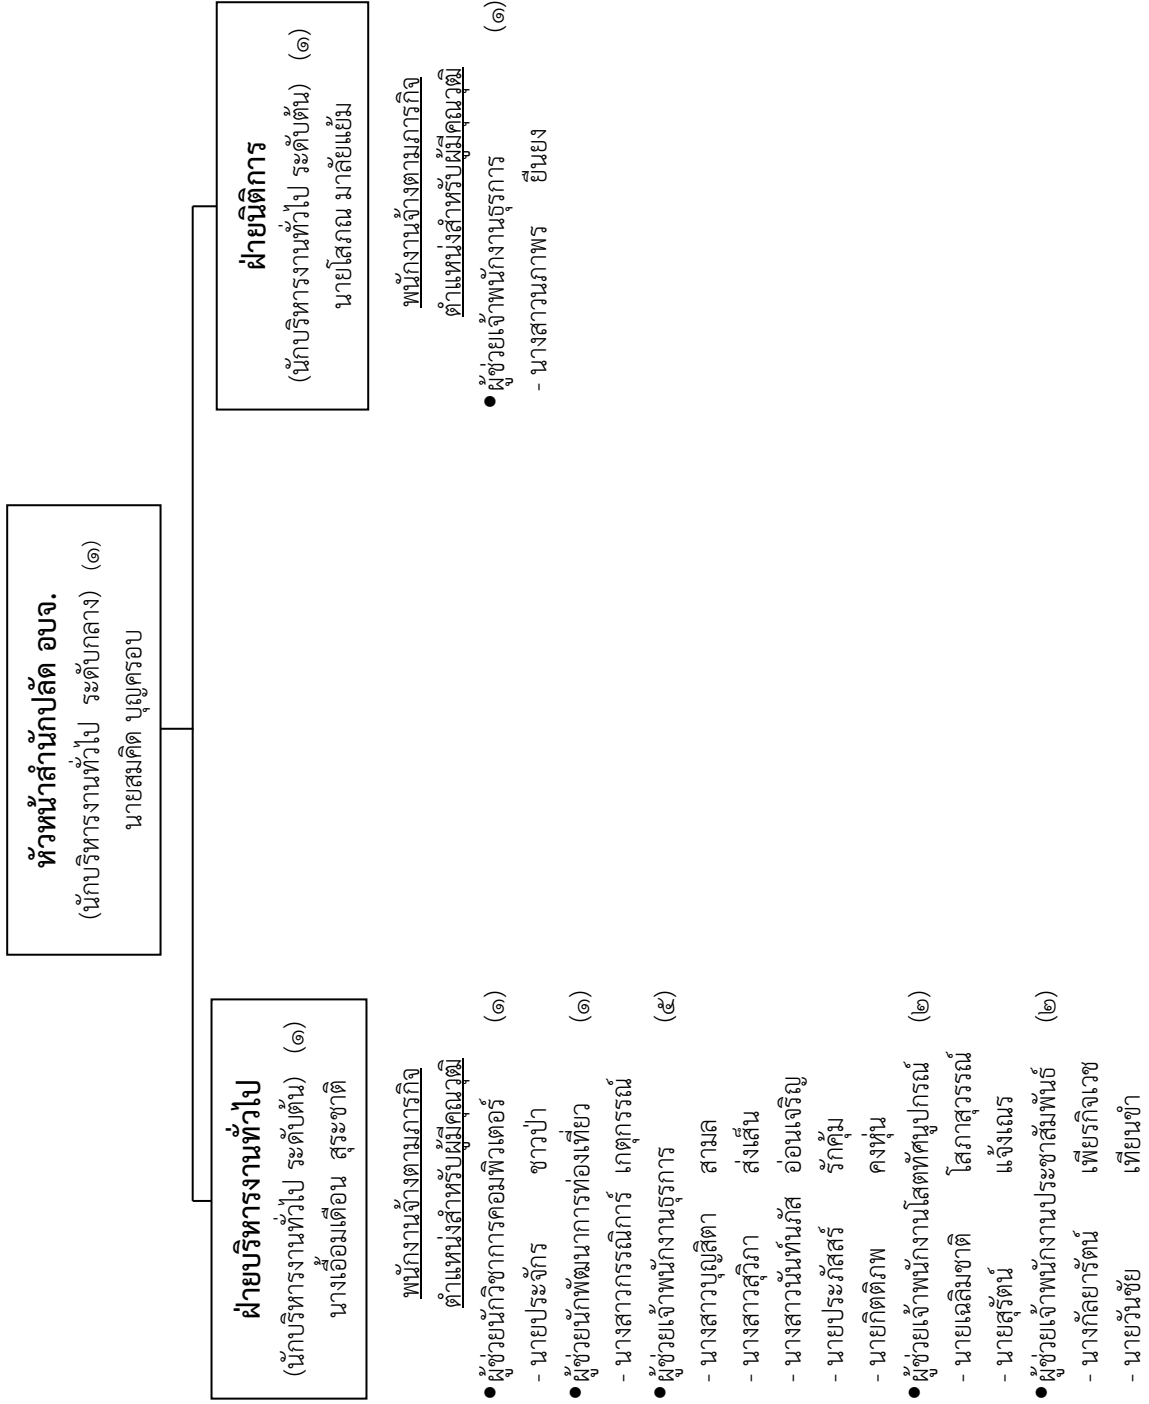 หัวหน้าสำนักปลัด อบจ.
(นักบริหารงานทั่วไป ระดับกลาง) (๑)
นายสมคิด บุญครอบ
ฝ่ายบริหารงานทั่วไป
(นักบริหารงานทั่วไป ระดับต้น) (๑)
นางเอื้อมเดือน สุระชาติ
พนักงานจ้างตามภารกิจ
ตำแหน่งสำหรับผู้มีคุณวุฒิ
●ผู้ช่วยนักวิชาการคอมพิวเตอร์ (๑)
- นายประจักร ชาวป่า
●ผู้ช่วยนักพัฒนาการท่องเที่ยว (๑)
- นางสาวกรรณิการ์ เกตุกรรณ์
●ผู้ช่วยเจ้าพนักงานธุรการ (๕)
- นางสาวบุญสิตา สามล
- นางสาวสุวิภา ส่งเส็น
- นางสาวนันท์นภัส อ่อนเจริญ
- นายประภัสสร์ รักคุ้ม
- นายกิตติภพ คงหุ่น
●ผู้ช่วยเจ้าพนักงานโสตทัศนูปกรณ์ (๒)
- นายเฉลิมชาติ โสภาสุวรรณ์
- นายสุรัตน์ แจ้งเณร
●ผู้ช่วยเจ้าพนักงานประชาสัมพันธ์ (๒)
- นางกัลยารัตน์ เพียรกิจเวช
- นายวันชัย เทียนขำ
ฝ่ายนิติการ
(นักบริหารงานทั่วไป ระดับต้น) (๑)
นายโสภณ มาลัยแย้ม
พนักงานจ้างตามภารกิจ
ตำแหน่งสำหรับผู้มีคุณวุฒิ
●ผู้ช่วยเจ้าพนักงานธุรการ (๑)
- นางสาวนภาพร ยืนยง